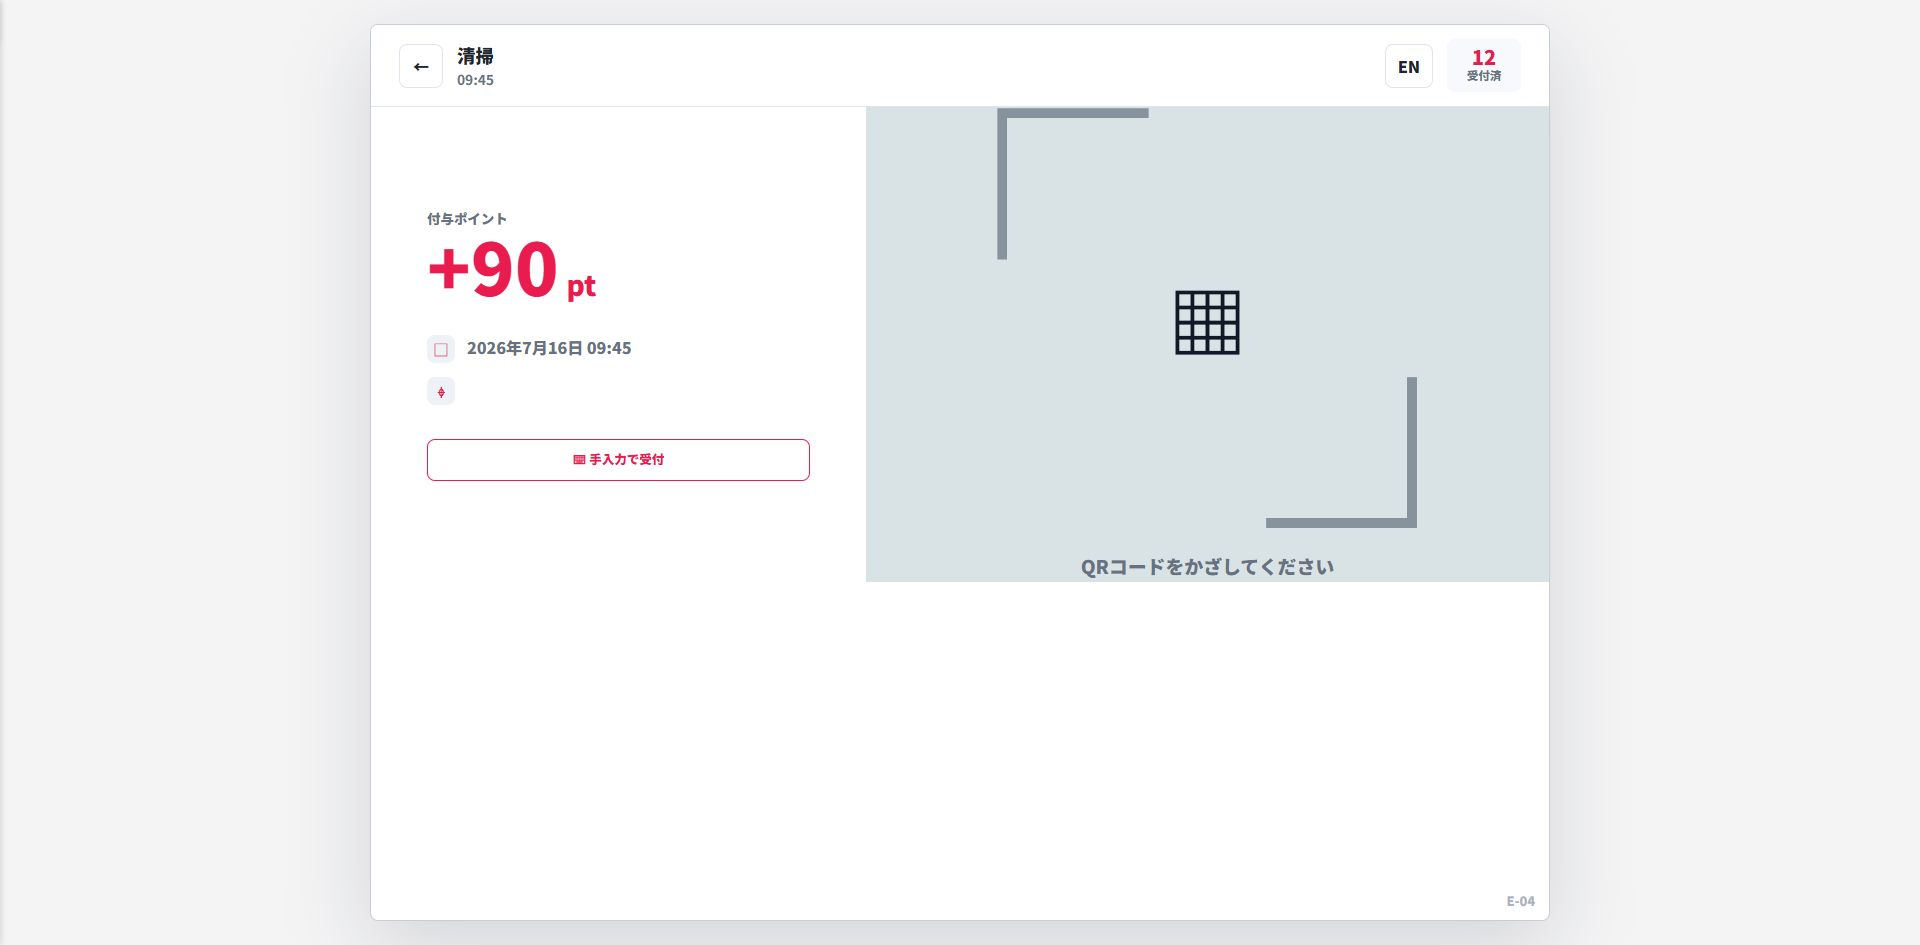 ←
清掃
09:45
EN
12
受付済
付与ポイント
+90 pt
2026年7月16日 09:45
手入力で受付
QRコードをかざしてください
E-04